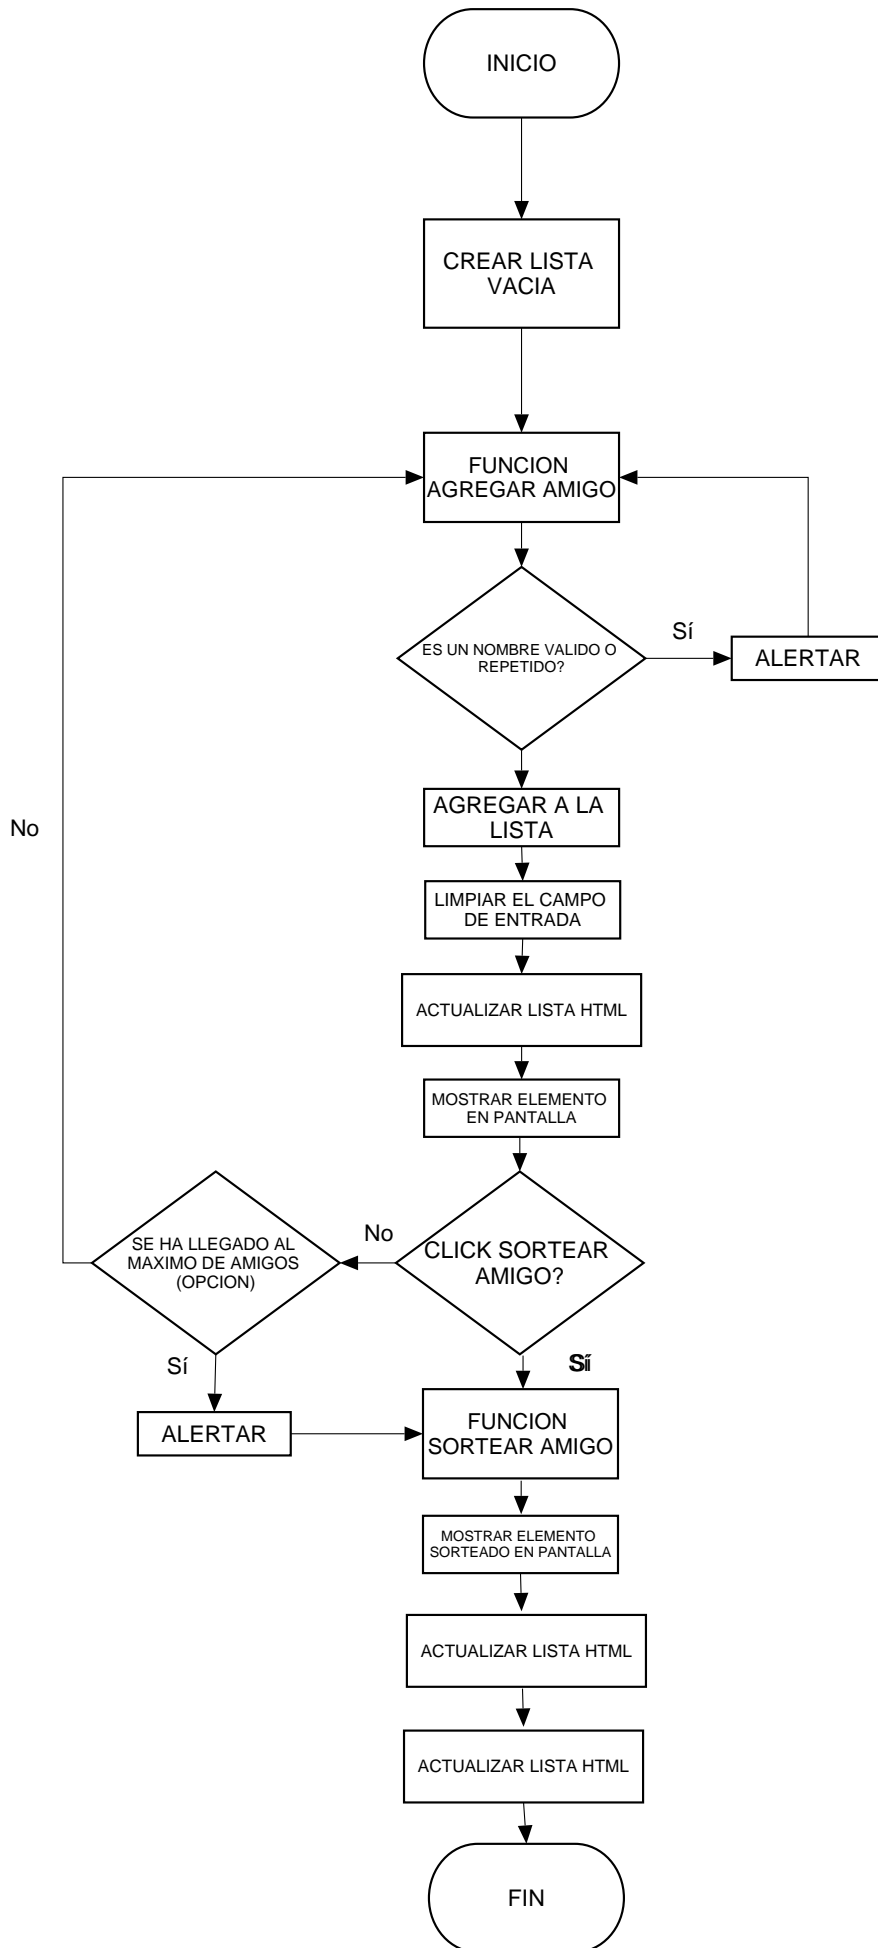 INICIO
CREAR LISTA
VACIA
FUNCION
AGREGAR AMIGO
ES UN NOMBRE VALIDO O
REPETIDO?
Sí
ALERTAR
AGREGAR A LA
LISTA
No
LIMPIAR EL CAMPO
DE ENTRADA
ACTUALIZAR LISTA HTML
MOSTRAR ELEMENTO
EN PANTALLA
CLICK SORTEAR
AMIGO?
No
SE HA LLEGADO AL
MAXIMO DE AMIGOS
(OPCION)
Sí
ALERTAR
Sí
FUNCION
SORTEAR AMIGO
MOSTRAR ELEMENTO
SORTEADO EN PANTALLA
ACTUALIZAR LISTA HTML
ACTUALIZAR LISTA HTML
FIN